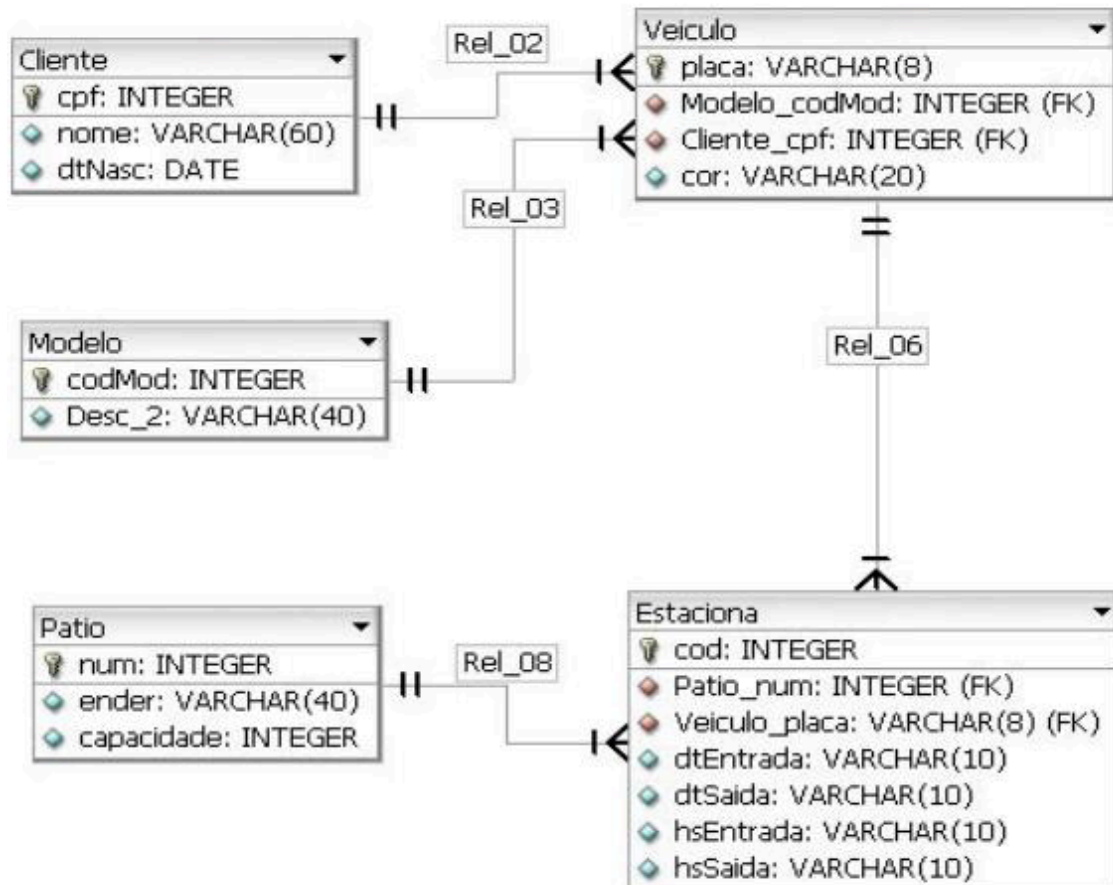 Cliente
cpf: INTEGER
nome: VARCHAR(60)
dtNasc: DATE
Rel_02
Veiculo
placa: VARCHAR(8)
Modelo_codMod: INTEGER (FK)
Cliente_cpf: INTEGER (FK)
cor: VARCHAR(20)
Rel_03
Modelo
codMod: INTEGER
Desc_2: VARCHAR(40)
Rel_06
Patio
num: INTEGER
ender: VARCHAR(40)
capacidade: INTEGER
Rel_08
Estaciona
cod: INTEGER
Patio_num: INTEGER (FK)
Veiculo_placa: VARCHAR(8) (FK)
dtEntrada: VARCHAR(10)
dtSaida: VARCHAR(10)
hsEntrada: VARCHAR(10)
hsSaida: VARCHAR(10)